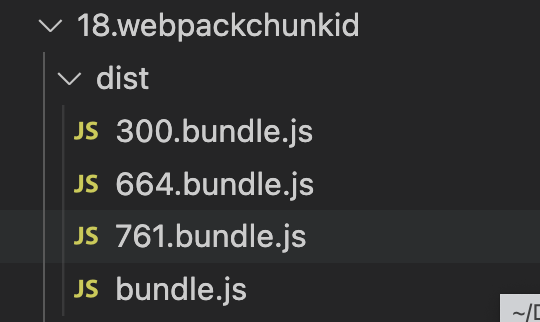 18.webpackchunkid
dist
JS 300.bundle.js
JS 664.bundle.js
JS 761.bundle.js
JS bundle.js
~/D